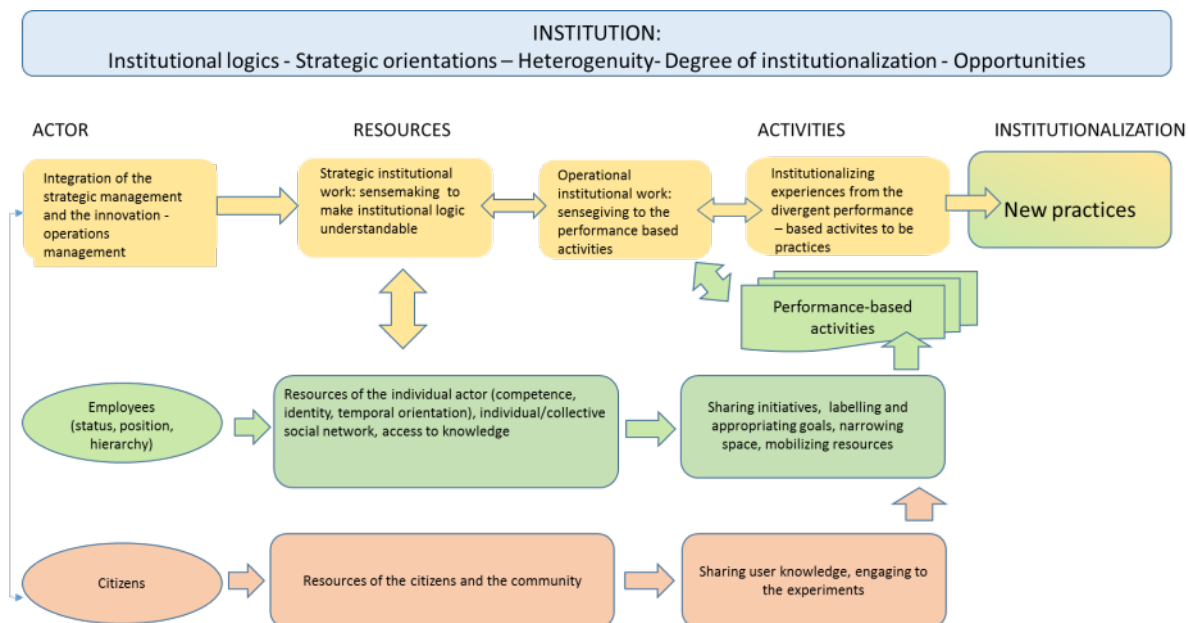 INSTITUTION:
Institutional logics - Strategic orientations – Heterogenuity- Degree of institutionalization - Opportunities
ACTOR
RESOURCES
ACTIVITIES
INSTITUTIONALIZATION
Integration of the
strategic management
and the innovation -
operations
management
Strategic institutional
work: sensemaking to
make institutional logic
understandable
Operational
institutional work:
sensegiving to the
performance based
activities
Institutionalizing
experiences from the
divergent performance
– based activites to be
practices
New practices
Performance-based
activities
Employees
(status, position,
hierarchy)
Resources of the individual actor (competence,
identity, temporal orientation), individual/collective
social network, access to knowledge
Sharing initiatives, labelling and
appropriating goals, narrowing
space, mobilizing resources
Citizens
Resources of the citizens and the community
Sharing user knowledge, engaging to
the experiments